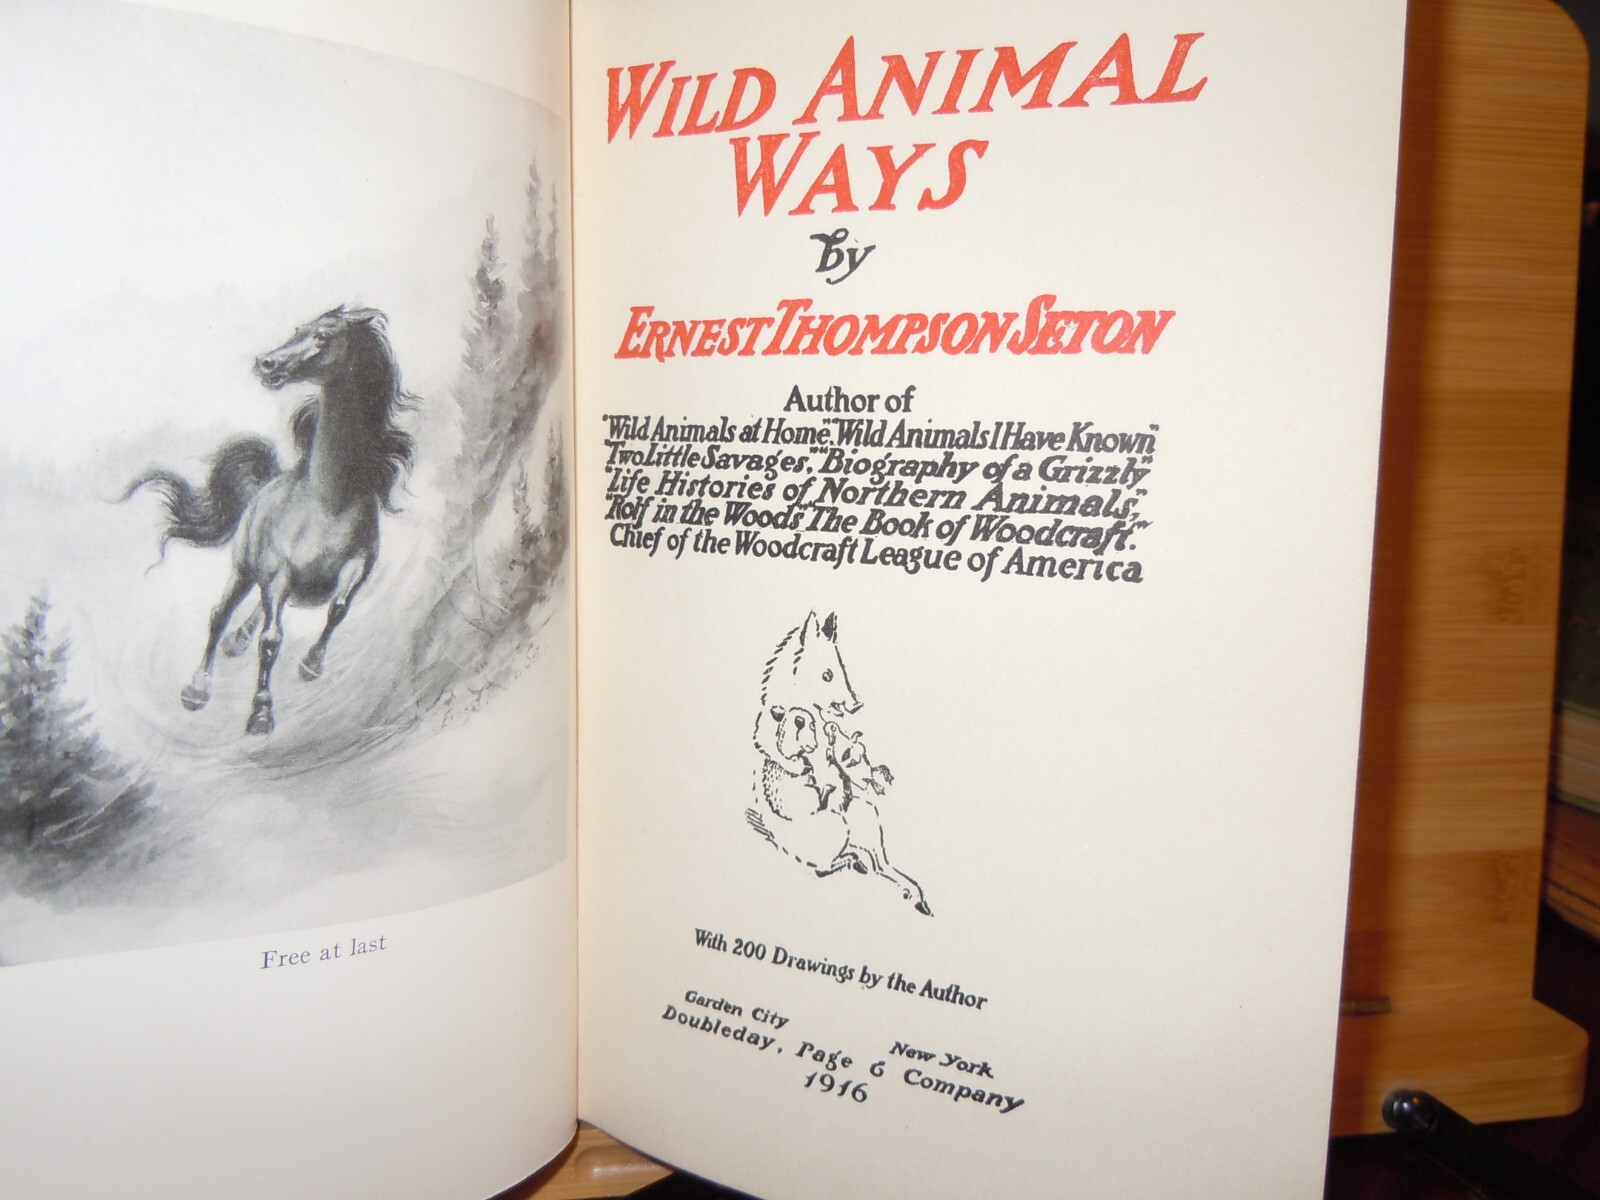 Free at last
WILD ANIMAL
WAYS
by
ERNEST THOMPSON SETON
Author of
"Wild Animals at Home", "Wild Animals I Have Known"
"Two Little Savages," "Biography of a Grizzly"
"Life Histories of Northern Animals,"
"Rolf in the Woods" "The Book of Woodcraft."
Chief of the Woodcraft League of America
With 200 Drawings by the Author
Garden City New York
Doubleday, Page & Company
1916